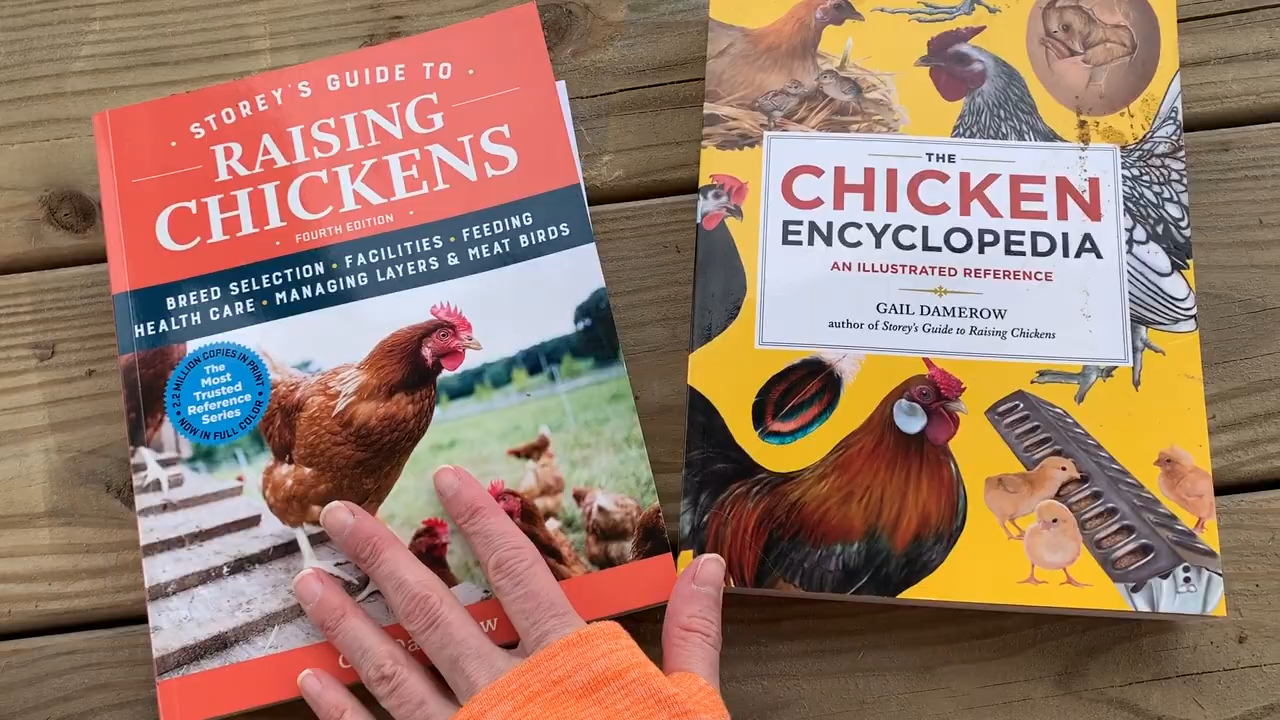 · STOREY'S GUIDE TO ·
RAISING
CHICKENS
· FOURTH EDITION ·
BREED SELECTION · FACILITIES · FEEDING
HEALTH CARE · MANAGING LAYERS & MEAT BIRDS
2.2 MILLION COPIES IN PRINT
The
Most
Trusted
Reference
Series
· NOW IN FULL COLOR ·
THE
CHICKEN
ENCYCLOPEDIA
AN ILLUSTRATED REFERENCE
GAIL DAMEROW
author of Storey's Guide to Raising Chickens